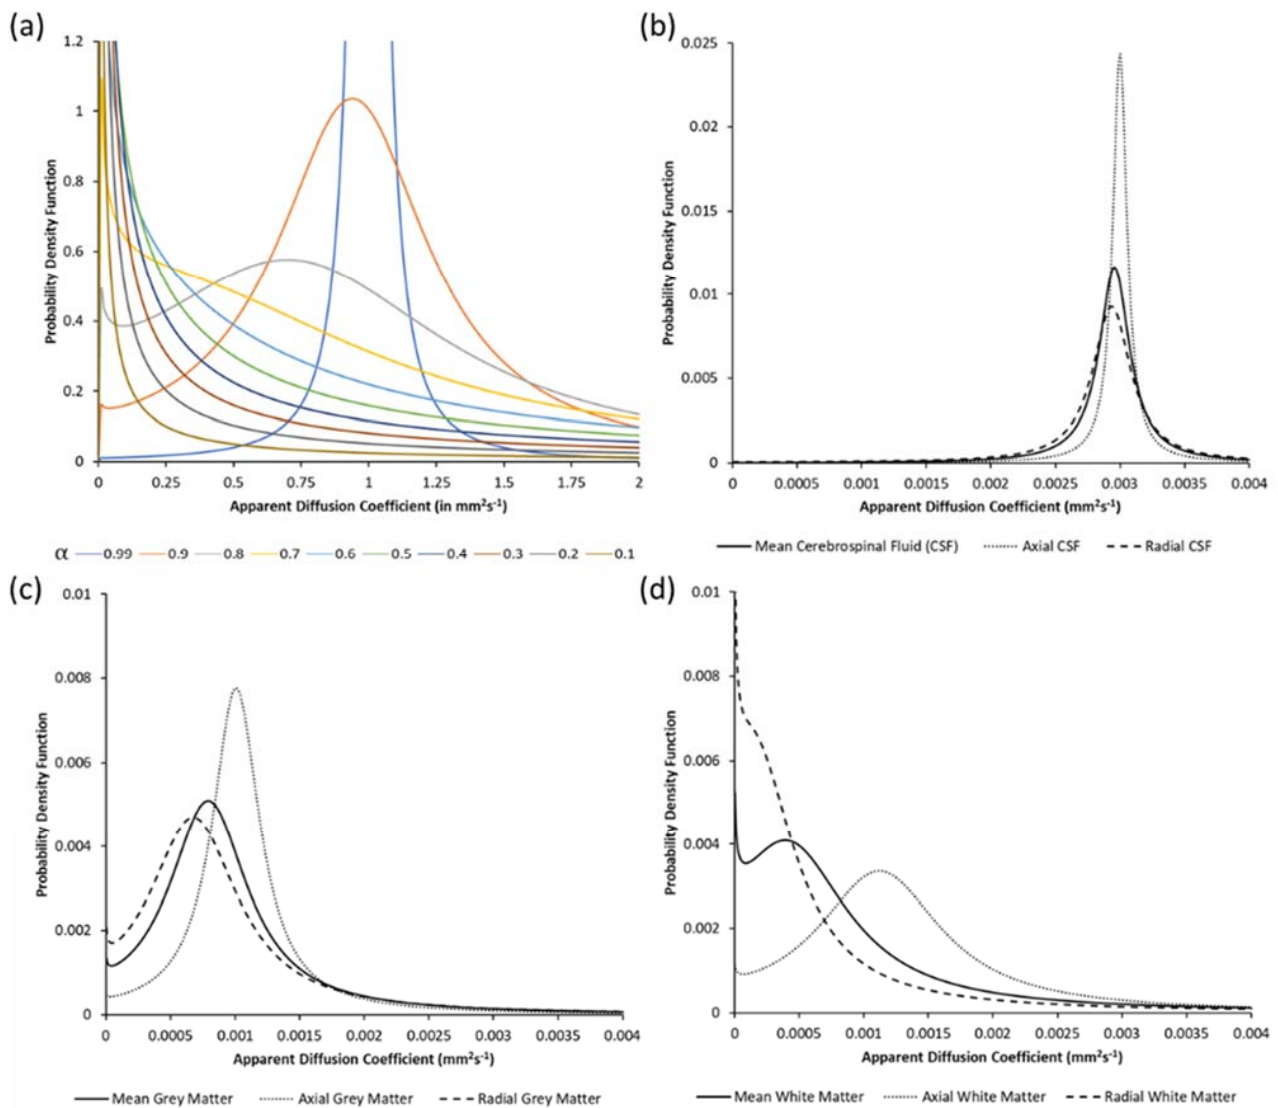 (a)
1.2
1
0.8
0.6
0.4
0.2
0
Probability Density Function
0 0.25 0.5 0.75 1 1.25 1.5 1.75 2
Apparent Diffusion Coefficient (in mm²s⁻¹)
α 0.99 0.9 0.8 0.7 0.6 0.5 0.4 0.3 0.2 0.1
(b)
0.025
0.02
0.015
0.01
0.005
0
Probability Density Function
0 0.0005 0.001 0.0015 0.002 0.0025 0.003 0.0035 0.004
Apparent Diffusion Coefficient (mm²s⁻¹)
Mean Cerebrospinal Fluid (CSF) Axial CSF Radial CSF
(c)
0.01
0.008
0.006
0.004
0.002
0
Probability Density Function
0 0.0005 0.001 0.0015 0.002 0.0025 0.003 0.0035 0.004
Apparent Diffusion Coefficient (mm²s⁻¹)
Mean Grey Matter Axial Grey Matter Radial Grey Matter
(d)
0.01
0.008
0.006
0.004
0.002
0
Probability Density Function
0 0.0005 0.001 0.0015 0.002 0.0025 0.003 0.0035 0.004
Apparent Diffusion Coefficient (mm²s⁻¹)
Mean White Matter Axial White Matter Radial White Matter